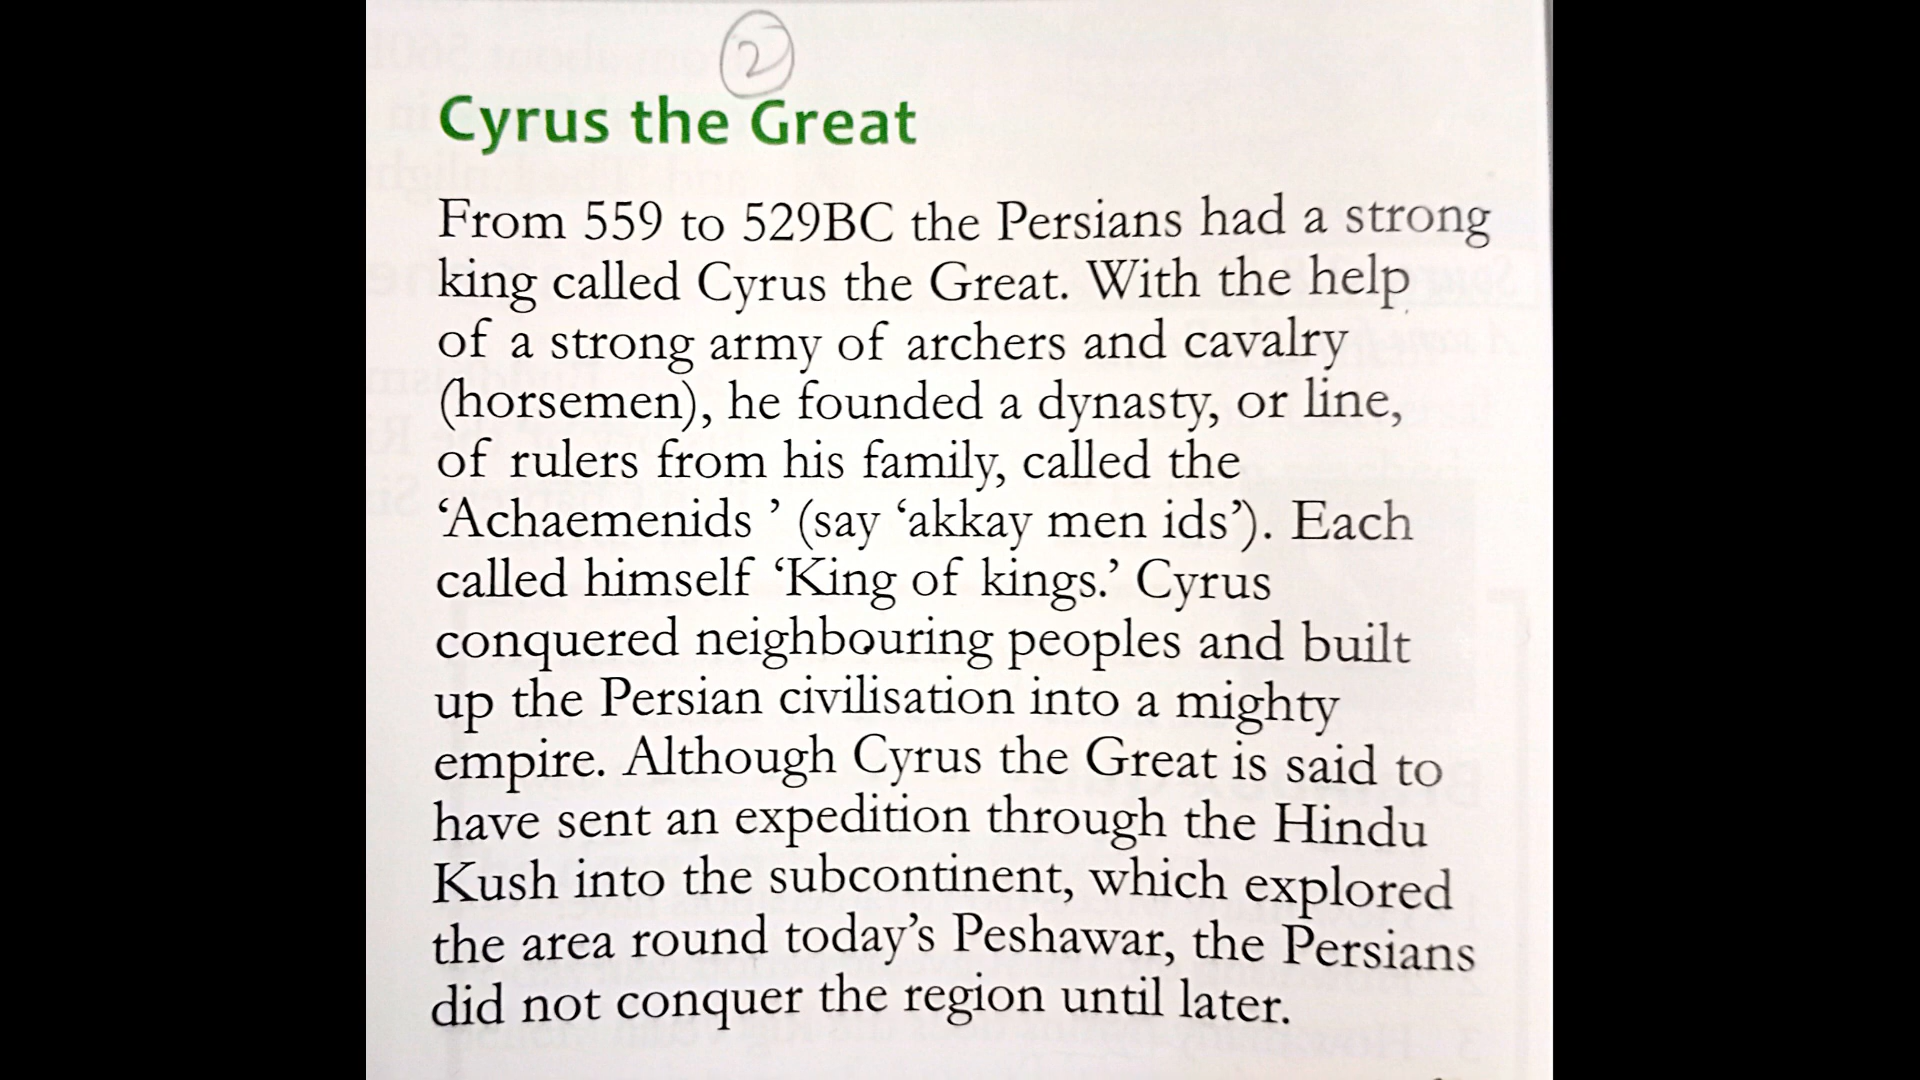 2
Cyrus the Great
From 559 to 529BC the Persians had a strong
king called Cyrus the Great. With the help
of a strong army of archers and cavalry
(horsemen), he founded a dynasty, or line,
of rulers from his family, called the
‘Achaemenids ’ (say ‘akkay men ids’). Each
called himself ‘King of kings.’ Cyrus
conquered neighbouring peoples and built
up the Persian civilisation into a mighty
empire. Although Cyrus the Great is said to
have sent an expedition through the Hindu
Kush into the subcontinent, which explored
the area round today’s Peshawar, the Persians
did not conquer the region until later.